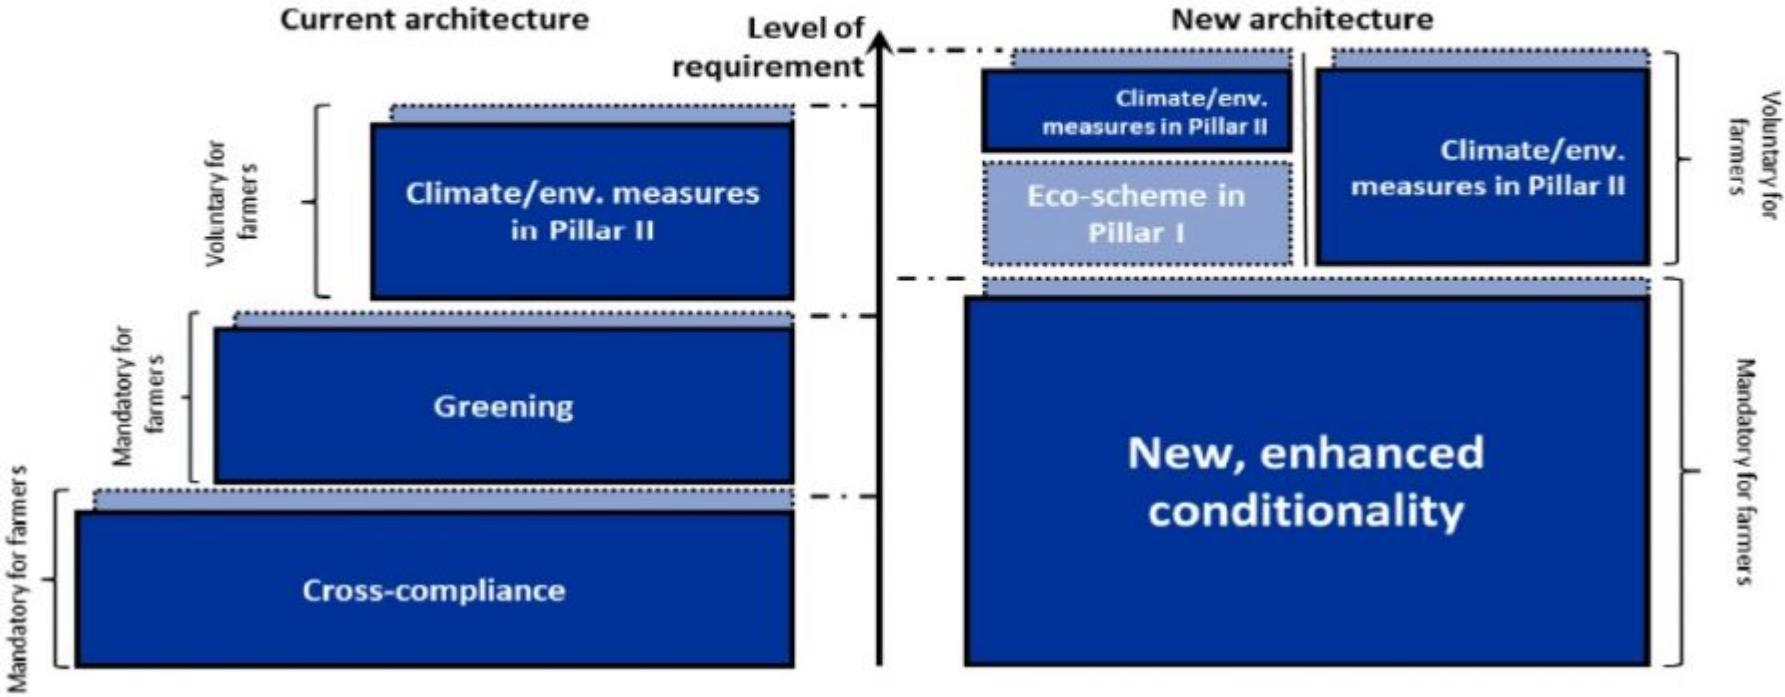 Current architecture
Level of
requirement
New architecture
Voluntary for
farmers
Climate/env. measures
in Pillar II
Mandatory for
farmers
Greening
Mandatory for farmers
Cross-compliance
Climate/env.
measures in Pillar II
Eco-scheme in
Pillar I
Climate/env.
measures in Pillar II
Voluntary for
farmers
New, enhanced
conditionality
Mandatory for farmers